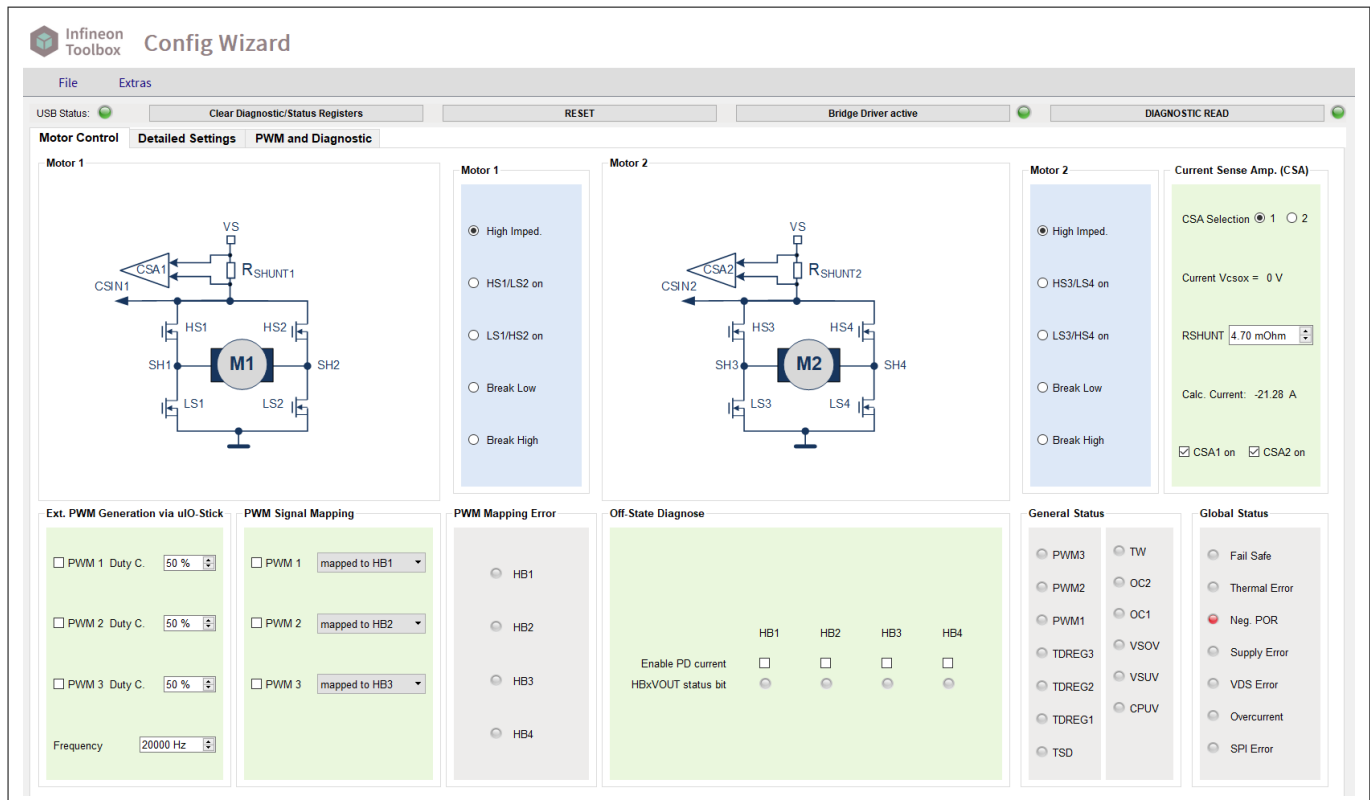 Infineon
Toolbox
Config Wizard
File Extras
USB Status: Clear Diagnostic/Status Registers RESET Bridge Driver active DIAGNOSTIC READ
Motor Control Detailed Settings PWM and Diagnostic
Motor 1
VS
CSA1
RSHUNT1
CSIN1
HS1
HS2
SH1
M1
SH2
LS1
LS2
Motor 1
High Imped.
HS1/LS2 on
LS1/HS2 on
Break Low
Break High
Motor 2
VS
CSA2
RSHUNT2
CSIN2
HS3
HS4
SH3
M2
SH4
LS3
LS4
Motor 2
High Imped.
HS3/LS4 on
LS3/HS4 on
Break Low
Break High
Current Sense Amp. (CSA)
CSA Selection 1 2
Current Vcsox = 0 V
RSHUNT 4.70 mOhm
Calc. Current: -21.28 A
CSA1 on CSA2 on
Ext. PWM Generation via uIO-Stick
PWM 1 Duty C. 50 %
PWM 2 Duty C. 50 %
PWM 3 Duty C. 50 %
Frequency 20000 Hz
PWM Signal Mapping
PWM 1 mapped to HB1
PWM 2 mapped to HB2
PWM 3 mapped to HB3
PWM Mapping Error
HB1
HB2
HB3
HB4
Off-State Diagnose
HB1 HB2 HB3 HB4
Enable PD current
HBxVOUT status bit
General Status
PWM3
PWM2
PWM1
TDREG3
TDREG2
TDREG1
TSD
TW
OC2
OC1
VSOV
VSUV
CPUV
Global Status
Fail Safe
Thermal Error
Neg. POR
Supply Error
VDS Error
Overcurrent
SPI Error